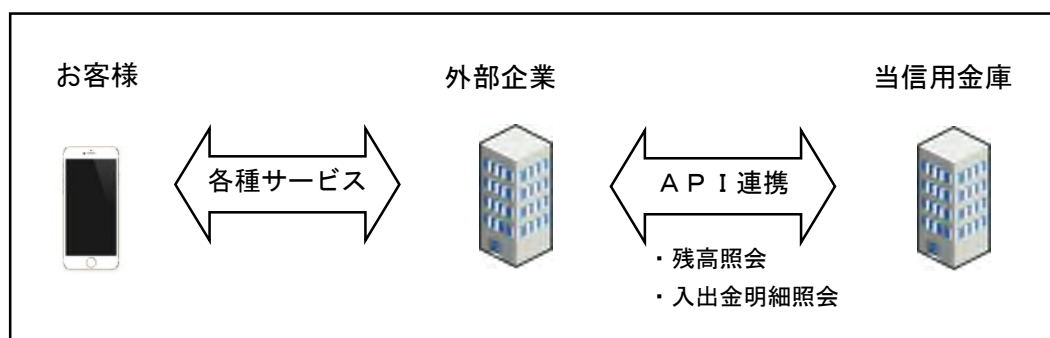 お客様
外部企業
当信用金庫
各種サービス
ＡＰＩ連携
・残高照会
・入出金明細照会